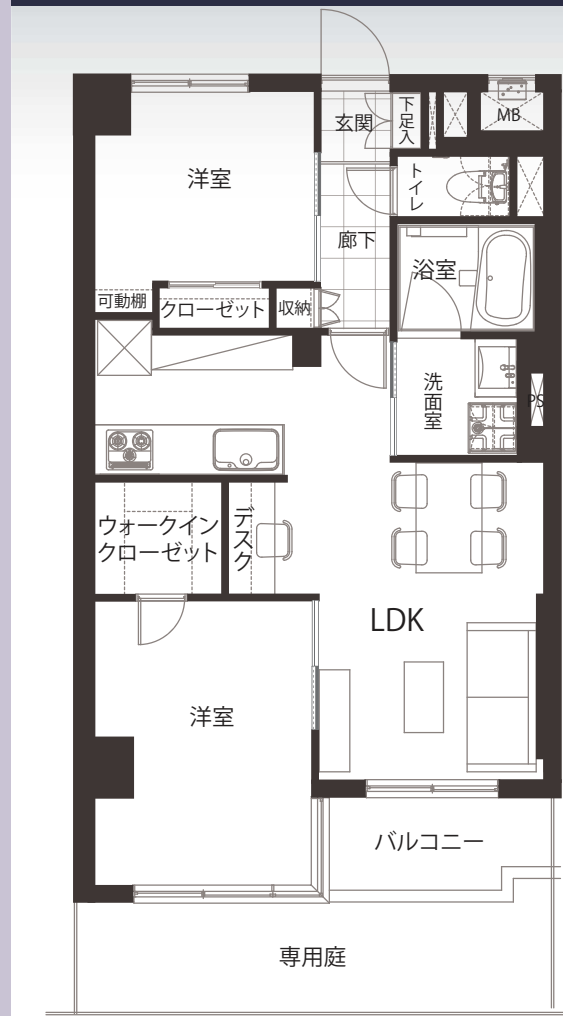 玄関
下足入
MB
洋室
トイレ
廊下
浴室
可動棚
クローゼット
収納
洗面室
PS
ウォークイン
クローゼット
デスク
LDK
洋室
バルコニー
専用庭